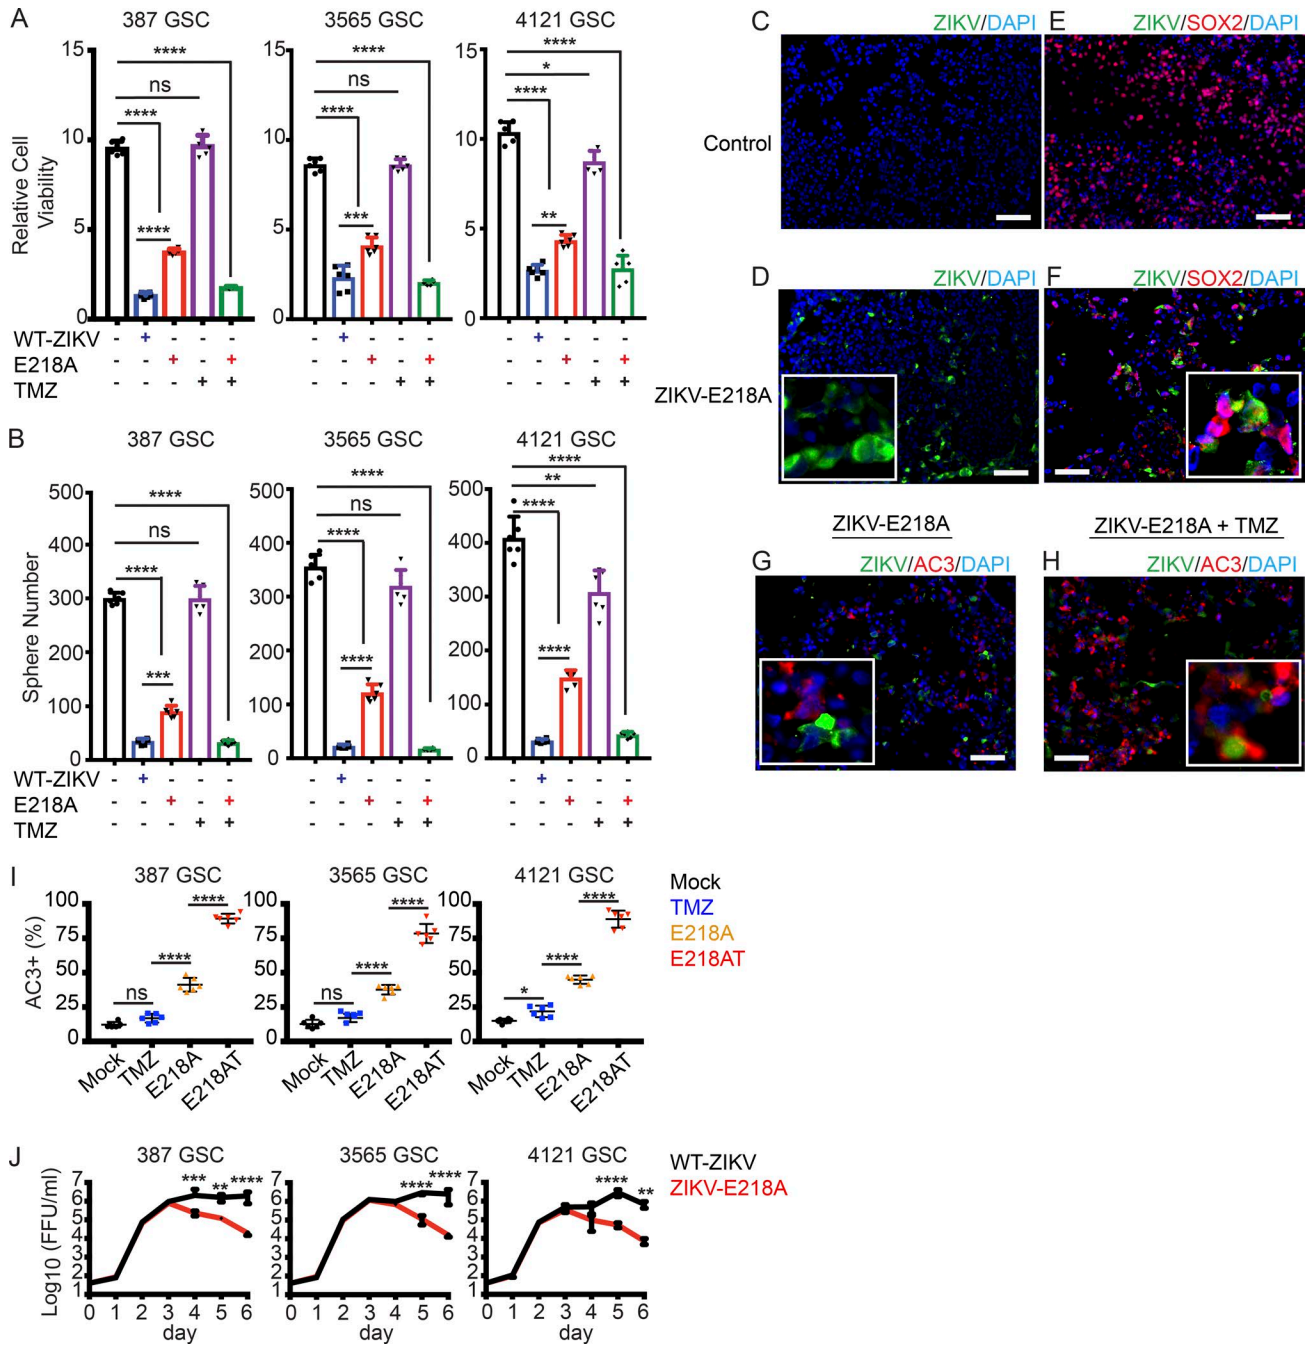 A
387 GSC
3565 GSC
4121 GSC
Relative Cell Viability
15
10
5
0
****
ns
****
****
15
10
5
0
****
ns
****
***
15
10
5
0
****
*
****
**
WT-ZIKV - + - - - - + - - - - + - - -
E218A - - + - + - - + - + - - + - +
TMZ - - - + + - - - + + - - - + +
B
387 GSC
3565 GSC
4121 GSC
Sphere Number
500
400
300
200
100
0
****
ns
****
***
500
400
300
200
100
0
****
ns
****
****
500
400
300
200
100
0
****
**
****
****
WT-ZIKV - + - - - - + - - - - + - - -
E218A - - + - + - - + - + - - + - +
TMZ - - - + + - - - + + - - - + +
C
ZIKV/DAPI
E
ZIKV/SOX2/DAPI
Control
D
ZIKV/DAPI
F
ZIKV/SOX2/DAPI
ZIKV-E218A
ZIKV-E218A
ZIKV-E218A + TMZ
G
ZIKV/AC3/DAPI
H
ZIKV/AC3/DAPI
I
387 GSC
3565 GSC
4121 GSC
AC3+ (%)
100
75
50
25
0
ns
****
****
Mock
TMZ
E218A
E218AT
100
75
50
25
0
ns
****
****
Mock
TMZ
E218A
E218AT
100
75
50
25
0
*
****
****
Mock
TMZ
E218A
E218AT
Mock
TMZ
E218A
E218AT
J
387 GSC
3565 GSC
4121 GSC
Log10 (FFU/ml)
7
6
5
4
3
2
1
*** ** ****
0 1 2 3 4 5 6
day
7
6
5
4
3
2
1
**** ****
0 1 2 3 4 5 6
day
7
6
5
4
3
2
1
**** **
0 1 2 3 4 5 6
day
WT-ZIKV
ZIKV-E218A